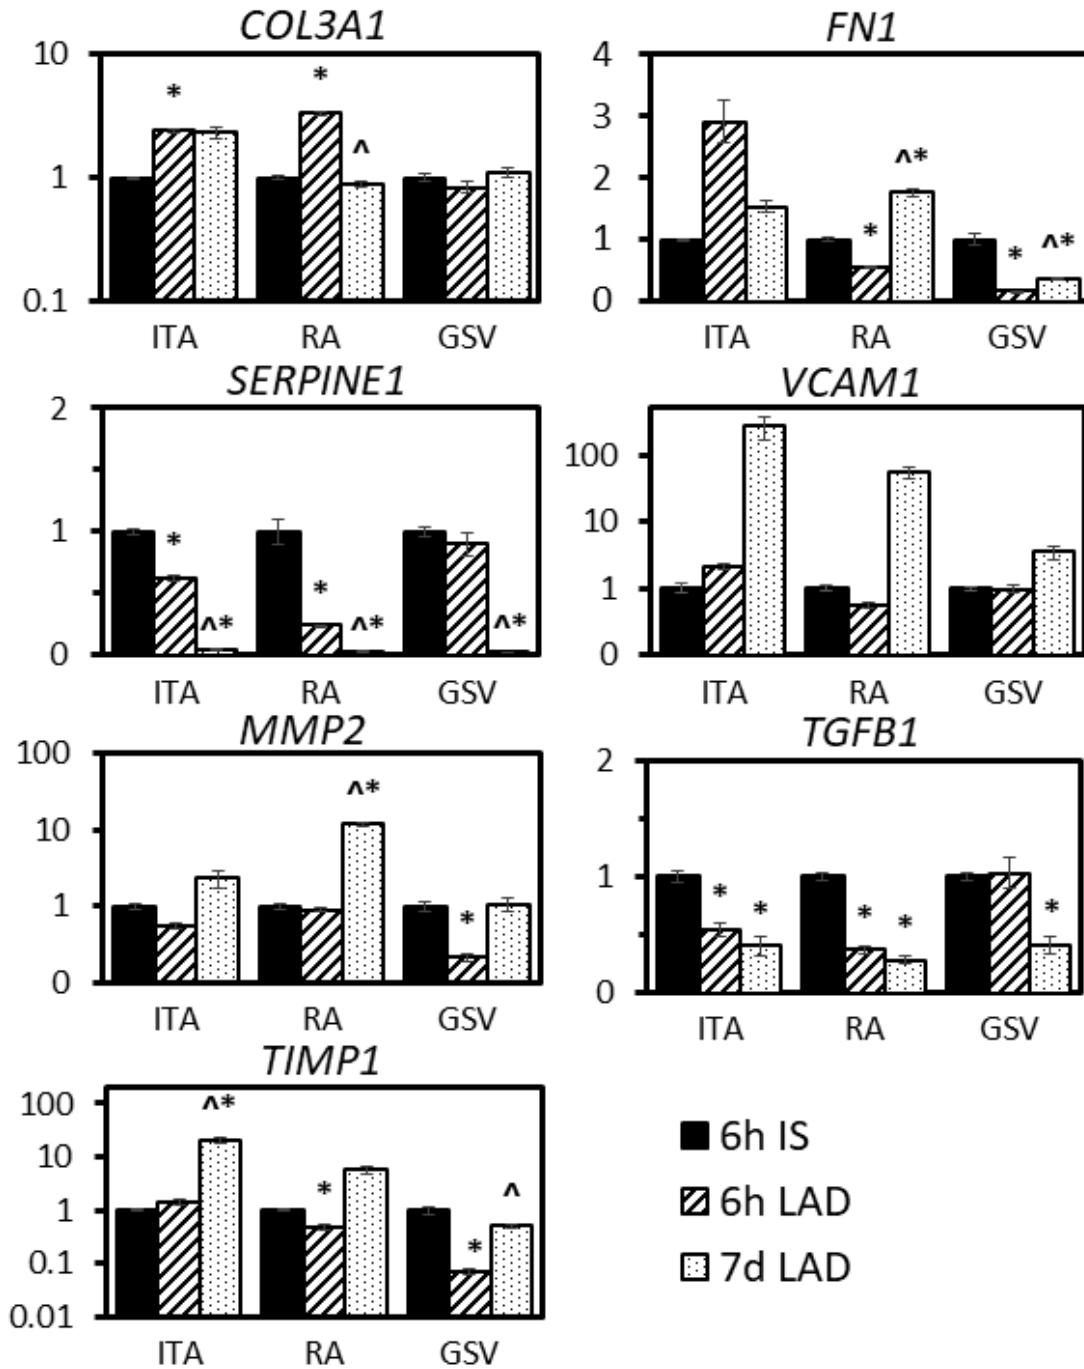 COL3A1
10
1
0.1
* * ^
ITA RA GSV
FN1
4
3
2
1
0
* ^* * ^*
ITA RA GSV
SERPINE1
2
1
0
* ^* * ^* ^*
ITA RA GSV
VCAM1
100
10
1
0
ITA RA GSV
MMP2
100
10
1
0
^* *
ITA RA GSV
TGFB1
2
1
0
* * * * *
ITA RA GSV
TIMP1
100
10
1
0.1
0.01
^* * * ^
ITA RA GSV
6h IS
6h LAD
7d LAD